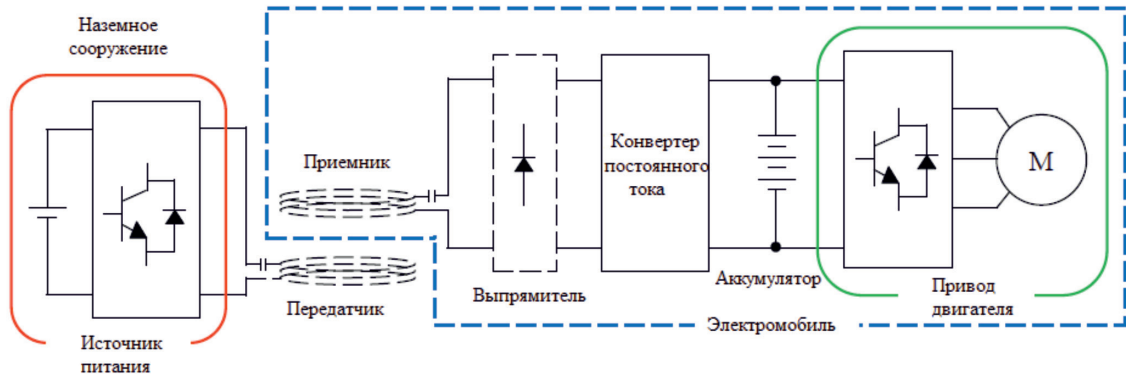 Наземное
сооружение
Источник
питания
Приемник
Передатчик
Выпрямитель
Конвертер
постоянного
тока
Аккумулятор
М
Привод
двигателя
Электромобиль